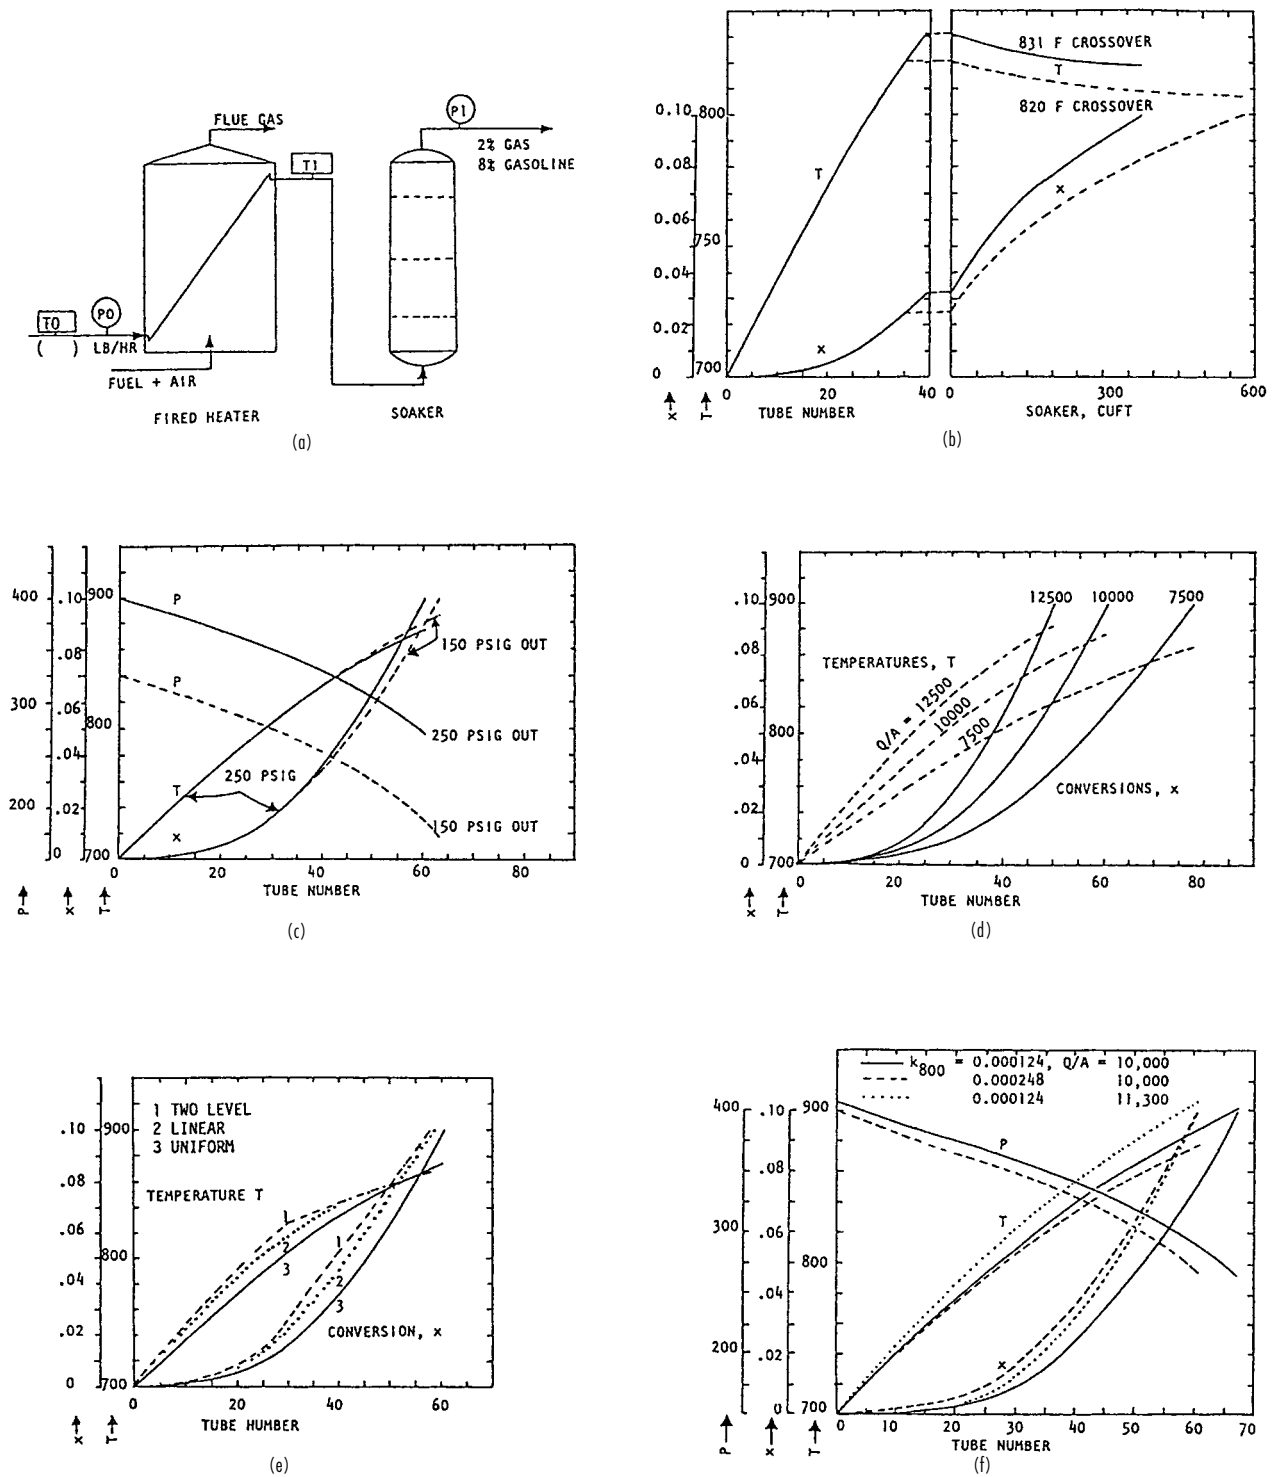 FLUE GAS
T1
P1
2% GAS
8% GASOLINE
T0
P0
( ) LB/HR
FUEL + AIR
FIRED HEATER
SOAKER
(a)
831 F CROSSOVER
T
820 F CROSSOVER
T
x
x
0.10
0.08
0.06
0.04
0.02
0
800
750
700
0
20
40
0
300
600
x
T
TUBE NUMBER
SOAKER, CUFT
(b)
400
300
200
.10
.08
.06
.04
.02
0
900
800
700
P
P
150 PSIG OUT
250 PSIG OUT
250 PSIG
T
x
150 PSIG OUT
0
20
40
60
80
TUBE NUMBER
P
x
T
(c)
.10
.08
.06
.04
.02
0
900
800
700
12500
10000
7500
TEMPERATURES, T
Q/A = 12500
10000
7500
CONVERSIONS, x
0
20
40
60
80
TUBE NUMBER
x
T
(d)
1 TWO LEVEL
2 LINEAR
3 UNIFORM
.10
.08
.06
.04
.02
0
900
800
700
TEMPERATURE T
1
2
3
1
2
3
CONVERSION, x
0
20
40
60
TUBE NUMBER
x
T
(e)
k800 = 0.000124, Q/A = 10,000
0.000248 10,000
0.000124 11,300
400
300
200
.10
.08
.06
.04
.02
0
900
800
700
P
T
x
0
10
20
30
40
50
60
70
TUBE NUMBER
P
x
T
(f)